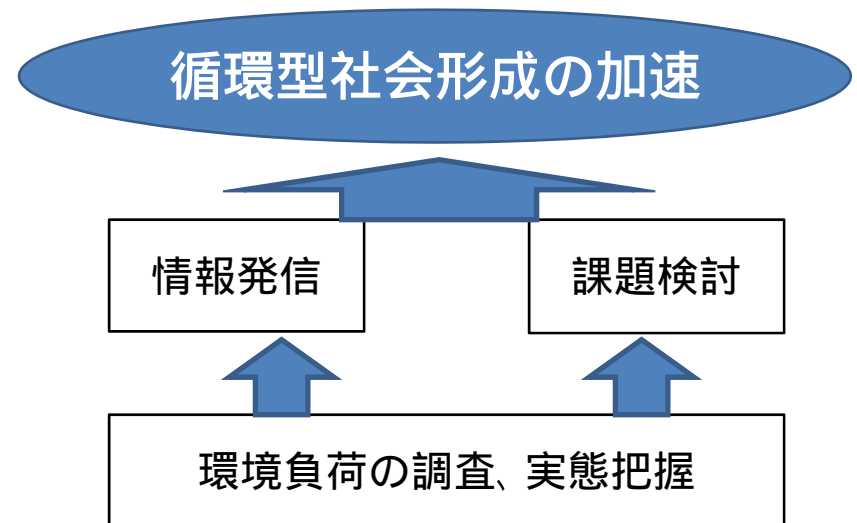 循環型社会形成の加速
情報発信
課題検討
環境負荷の調査、実態把握